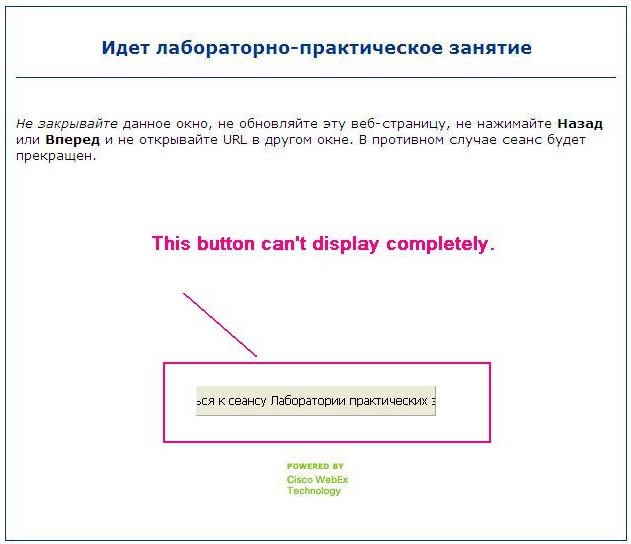 Идет лабораторно-практическое занятие
Не закрывайте данное окно, не обновляйте эту веб-страницу, не нажимайте Назад
или Вперед и не открывайте URL в другом окне. В противном случае сеанс будет
прекращен.
This button can't display completely.
ься к сеансу Лаборатории практических з
POWERED BY
Cisco WebEx
Technology